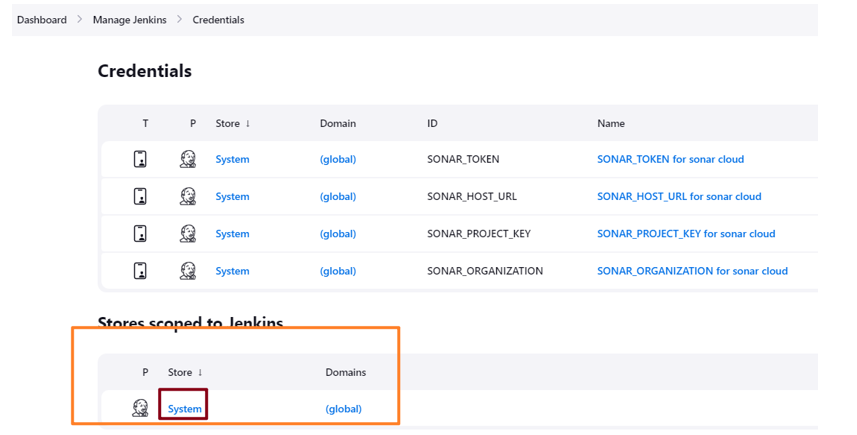 Dashboard > Manage Jenkins > Credentials
Credentials
T P Store ↓ Domain ID Name
System (global) SONAR_TOKEN SONAR_TOKEN for sonar cloud
System (global) SONAR_HOST_URL SONAR_HOST_URL for sonar cloud
System (global) SONAR_PROJECT_KEY SONAR_PROJECT_KEY for sonar cloud
System (global) SONAR_ORGANIZATION SONAR_ORGANIZATION for sonar cloud
Stores scoped to Jenkins
P Store ↓ Domains
System (global)